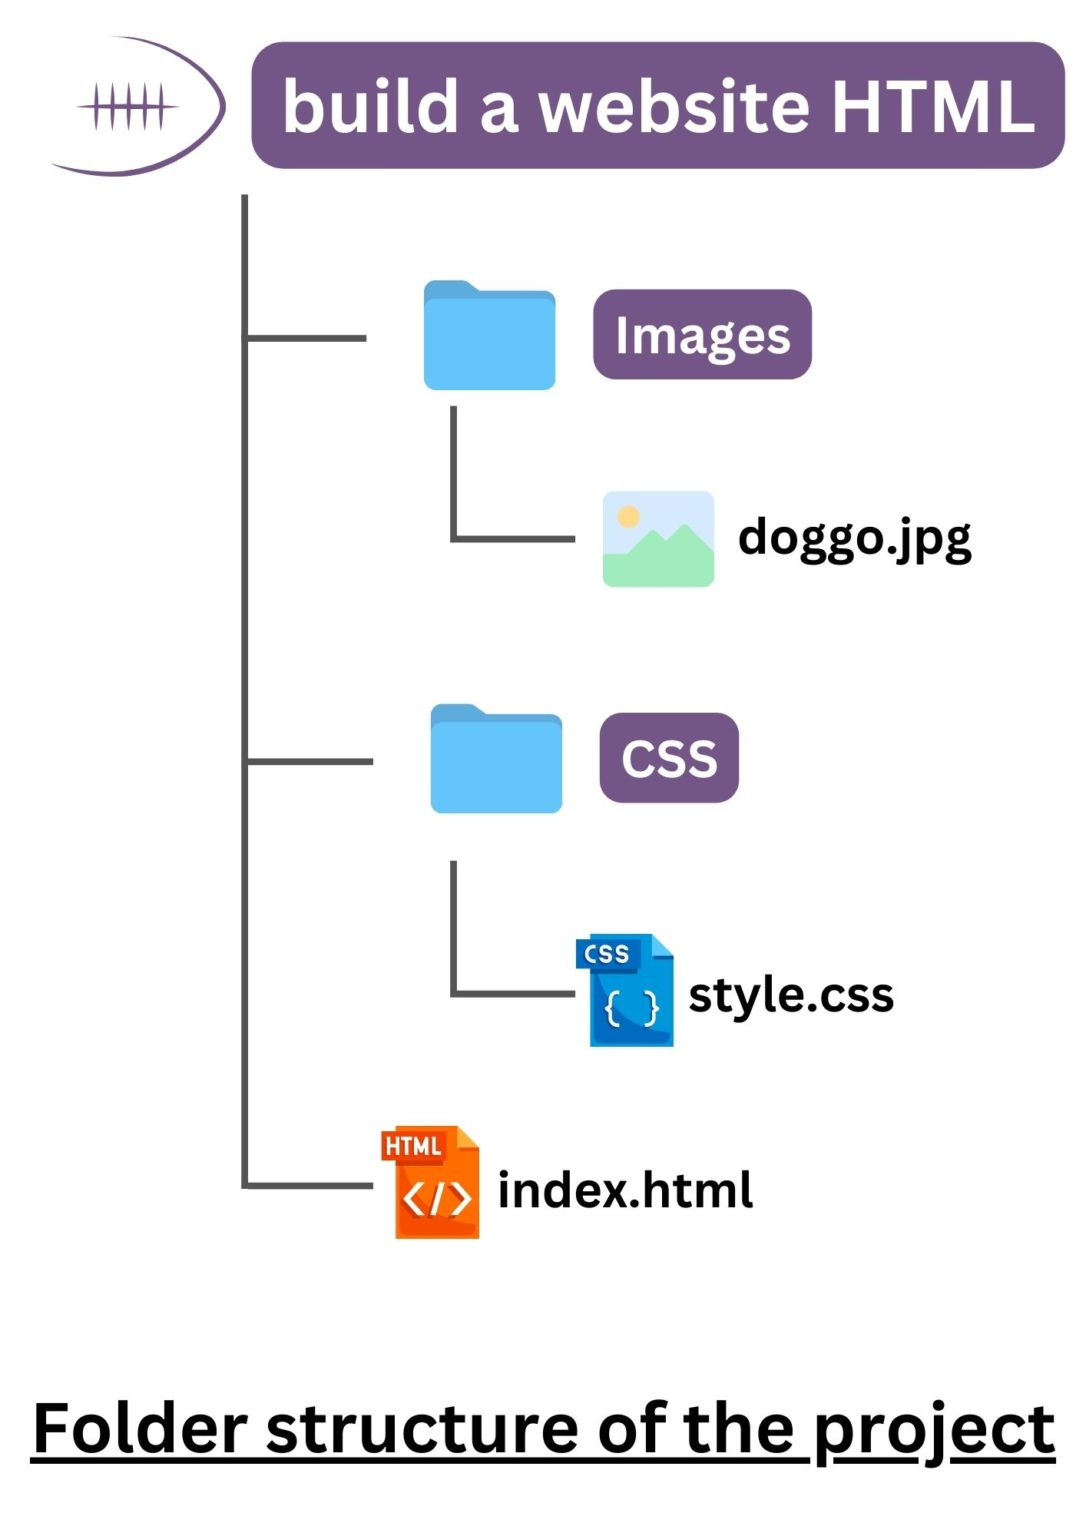 build a website HTML
Images
doggo.jpg
CSS
CSS
{ }
style.css
HTML
</>
index.html
Folder structure of the project